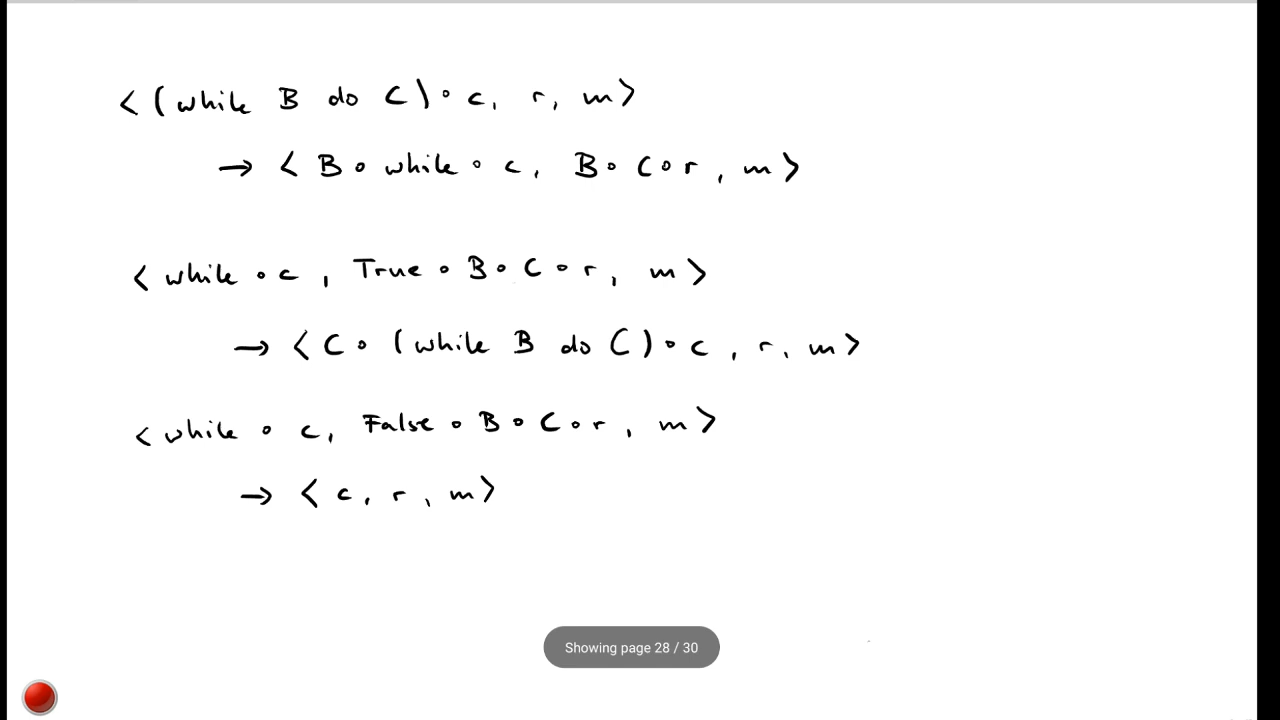 < (while B do C) ∘ c, r, m>
→ < B ∘ while ∘ c, B ∘ C ∘ r, m >
< while ∘ c, True ∘ B ∘ C ∘ r, m >
→ < C ∘ (while B do C) ∘ c, r, m >
< while ∘ c, False ∘ B ∘ C ∘ r, m >
→ < c, r, m >
Showing page 28 / 30